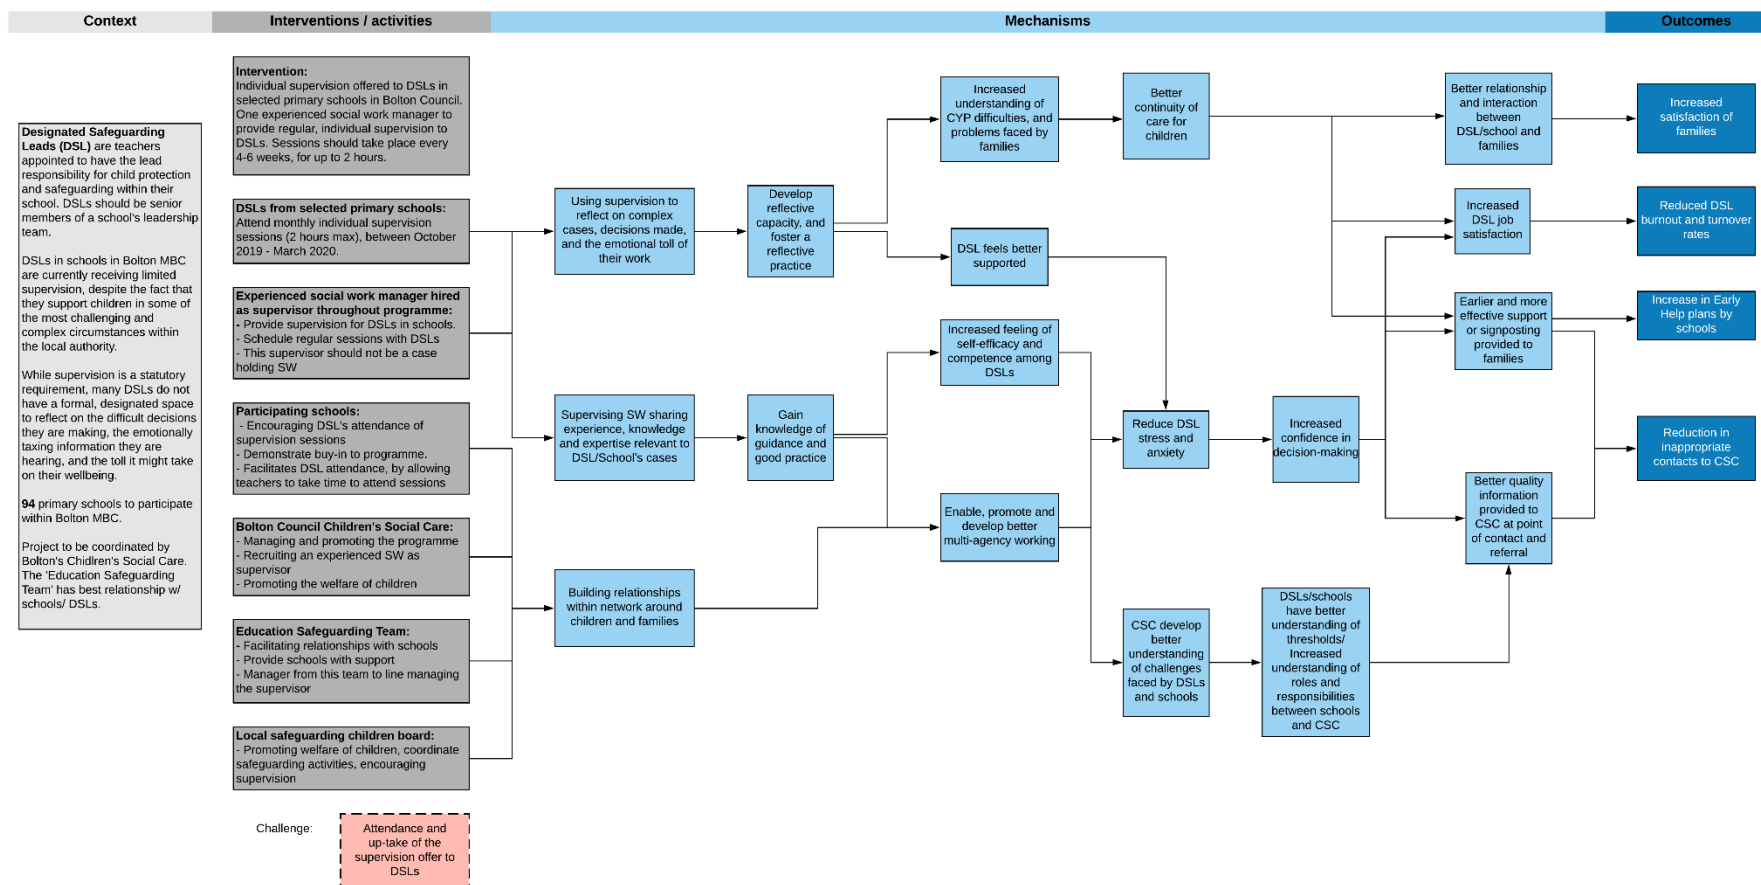 Context
Interventions / activities
Mechanisms
Outcomes
Designated Safeguarding
Leads (DSL) are teachers
appointed to have the lead
responsibility for child protection
and safeguarding within their
school. DSLs should be senior
members of a school's leadership
team.
DSLs in schools in Bolton MBC
are currently receiving limited
supervision, despite the fact that
they support children in some of
the most challenging and
complex circumstances within
the local authority.
While supervision is a statutory
requirement, many DSLs do not
have a formal, designated space
to reflect on the difficult decisions
they are making, the emotionally
taxing information they are
hearing, and the toll it might take
on their wellbeing.
94 primary schools to participate
within Bolton MBC.
Project to be coordinated by
Bolton's Chidlren's Social Care.
The 'Education Safeguarding
Team' has best relationship w/
schools/ DSLs.
Intervention:
Individual supervision offered to DSLs in
selected primary schools in Bolton Council.
One experienced social work manager to
provide regular, individual supervision to
DSLs. Sessions should take place every
4-6 weeks, for up to 2 hours.
DSLs from selected primary schools:
Attend monthly individual supervision
sessions (2 hours max), between October
2019 - March 2020.
Experienced social work manager hired
as supervisor throughout programme:
- Provide supervision for DSLs in schools.
- Schedule regular sessions with DSLs
- This supervisor should not be a case
holding SW
Participating schools:
- Encouraging DSL's attendance of
supervision sessions
- Demonstrate buy-in to programme.
- Facilitates DSL attendance, by allowing
teachers to take time to attend sessions
Bolton Council Children's Social Care:
- Managing and promoting the programme
- Recruiting an experienced SW as
supervisor
- Promoting the welfare of children
Education Safeguarding Team:
- Facilitating relationships with schools
- Provide schools with support
- Manager from this team to line managing
the supervisor
Local safeguarding children board:
- Promoting welfare of children, coordinate
safeguarding activities, encouraging
supervision
Challenge:
Attendance and
up-take of the
supervision offer to
DSLs
Using supervision to
reflect on complex
cases, decisions made,
and the emotional toll of
their work
Supervising SW sharing
experience, knowledge
and expertise relevant to
DSL/School's cases
Building relationships
within network around
children and families
Develop
reflective
capacity, and
foster a
reflective
practice
Gain
knowledge of
guidance and
good practice
Increased
understanding of
CYP difficulties, and
problems faced by
families
DSL feels better
supported
Increased feeling of
self-efficacy and
competence among
DSLs
Enable, promote and
develop better
multi-agency working
Better
continuity of
care for
children
Reduce DSL
stress and
anxiety
CSC develop
better
understanding
of challenges
faced by DSLs
and schools
Increased
confidence in
decision-making
DSLs/schools
have better
understanding of
thresholds/
Increased
understanding of
roles and
responsibilities
between schools
and CSC
Better relationship
and interaction
between
DSL/school and
families
Increased
DSL job
satisfaction
Earlier and more
effective support
or signposting
provided to
families
Better quality
information
provided to
CSC at point
of contact and
referral
Increased
satisfaction of
families
Reduced DSL
burnout and turnover
rates
Increase in Early
Help plans by
schools
Reduction in
inappropriate
contacts to CSC